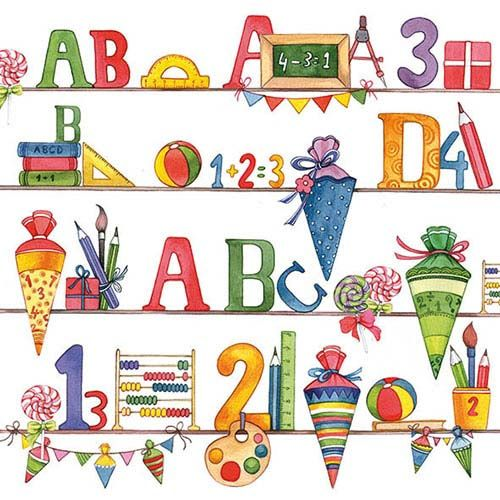 AB A 4-3=1 3
B ABCD 1+1 1+2=3 D4
A ABC
1 3 2 2